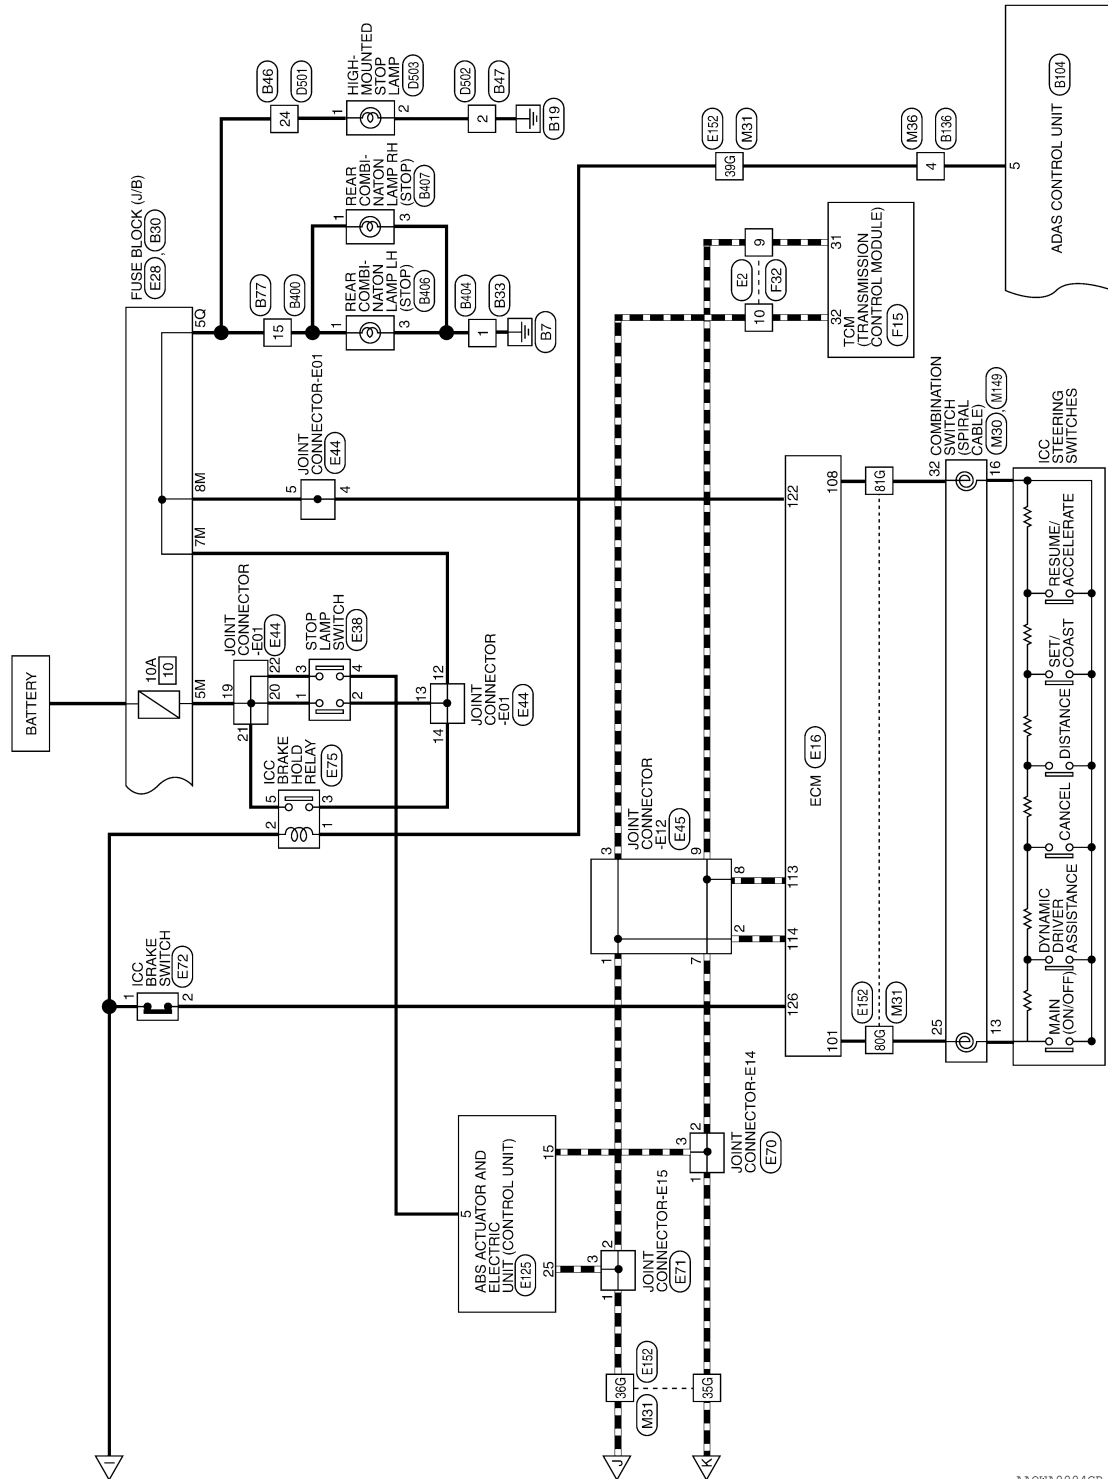 BATTERY
FUSE BLOCK (J/B)
E28 , B30
10A
10
5M
7M
8M
5Q
JOINT
CONNECTOR
-E01
E44
19
21
20
22
STOP
LAMP
SWITCH
E38
1
3
2
4
ICC
BRAKE
HOLD
RELAY
E75
2
5
1
3
ICC
BRAKE
SWITCH
E72
1
2
13
12
14
JOINT
CONNECTOR
-E01
E44
JOINT
CONNECTOR-E01
E44
5
4
B77
B400
15
REAR
COMBI-
NATON
LAMP LH
(STOP)
B406
1
3
REAR
COMBI-
NATON
LAMP RH
(STOP)
B407
1
3
B404
B33
1
B7
B46
D501
24
HIGH-
MOUNTED
STOP
LAMP
D503
1
2
D502
B47
2
B19
E152
M31
39G
M36
B136
4
5
ADAS CONTROL UNIT
B104
ABS ACTUATOR AND
ELECTRIC
UNIT (CONTROL UNIT)
E125
5
25
15
JOINT
CONNECTOR-E15
E71
1
3
2
JOINT
CONNECTOR-E14
E70
1
3
2
E152
M31
36G
35G
I
J
K
JOINT
CONNECTOR
-E12
E45
1
3
7
9
2
8
E2
F32
10
9
32
31
TCM
(TRANSMISSION
CONTROL MODULE)
F15
ECM
E16
126
114
113
122
101
108
E152
M31
80G
81G
25
32
COMBINATION
SWITCH
(SPIRAL
CABLE)
M30 , M149
13
16
ICC
STEERING
SWITCHES
MAIN
(ON/OFF)
DYNAMIC
DRIVER
ASSISTANCE
CANCEL
DISTANCE
SET/
COAST
RESUME/
ACCELERATE